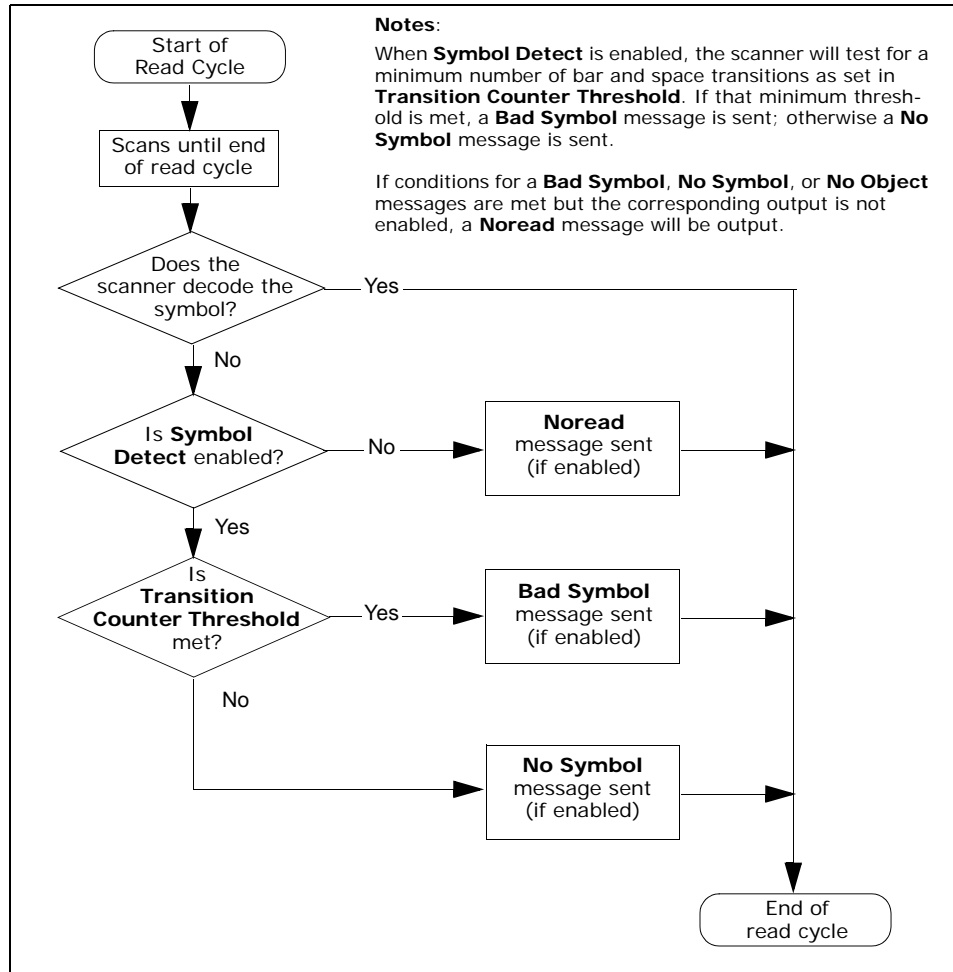 Start of
Read Cycle
Notes:
When Symbol Detect is enabled, the scanner will test for a
minimum number of bar and space transitions as set in
Transition Counter Threshold. If that minimum thresh-
old is met, a Bad Symbol message is sent; otherwise a No
Symbol message is sent.
If conditions for a Bad Symbol, No Symbol, or No Object
messages are met but the corresponding output is not
enabled, a Noread message will be output.
Scans until end
of read cycle
Does the
scanner decode the
symbol?
Yes
No
Is Symbol
Detect enabled?
No
Noread
message sent
(if enabled)
Yes
Is
Transition
Counter Threshold
met?
Yes
Bad Symbol
message sent
(if enabled)
No
No Symbol
message sent
(if enabled)
End of
read cycle